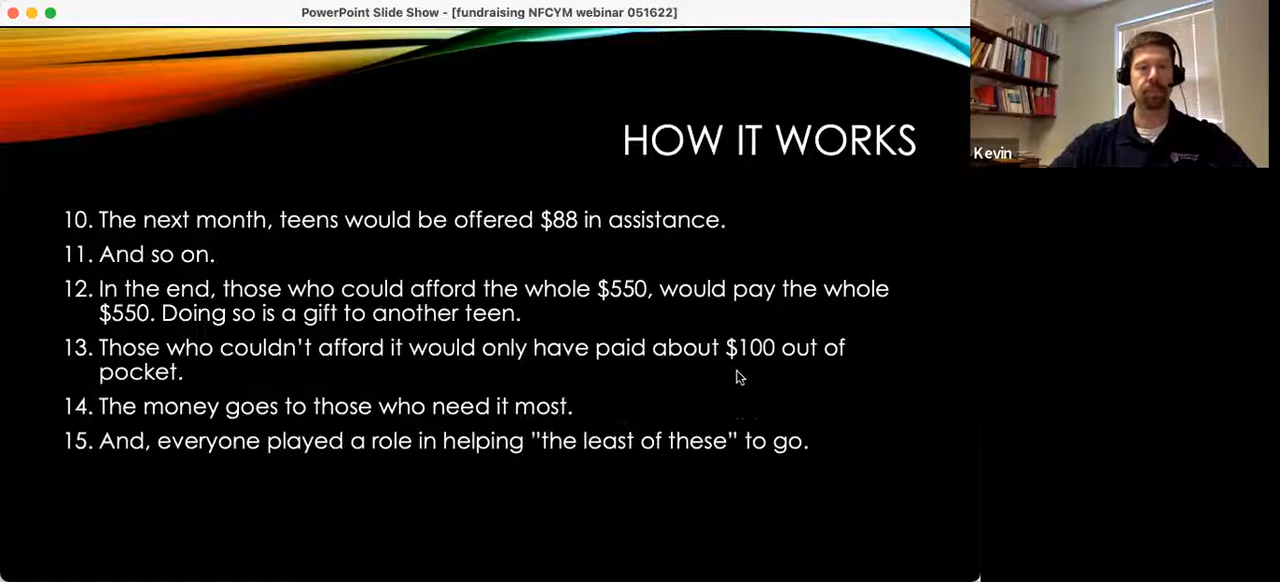 PowerPoint Slide Show - [fundraising NFCYM webinar 051622]
HOW IT WORKS
Kevin
10. The next month, teens would be offered $88 in assistance.
11. And so on.
12. In the end, those who could afford the whole $550, would pay the whole
$550. Doing so is a gift to another teen.
13. Those who couldn't afford it would only have paid about $100 out of
pocket.
14. The money goes to those who need it most.
15. And, everyone played a role in helping ”the least of these” to go.